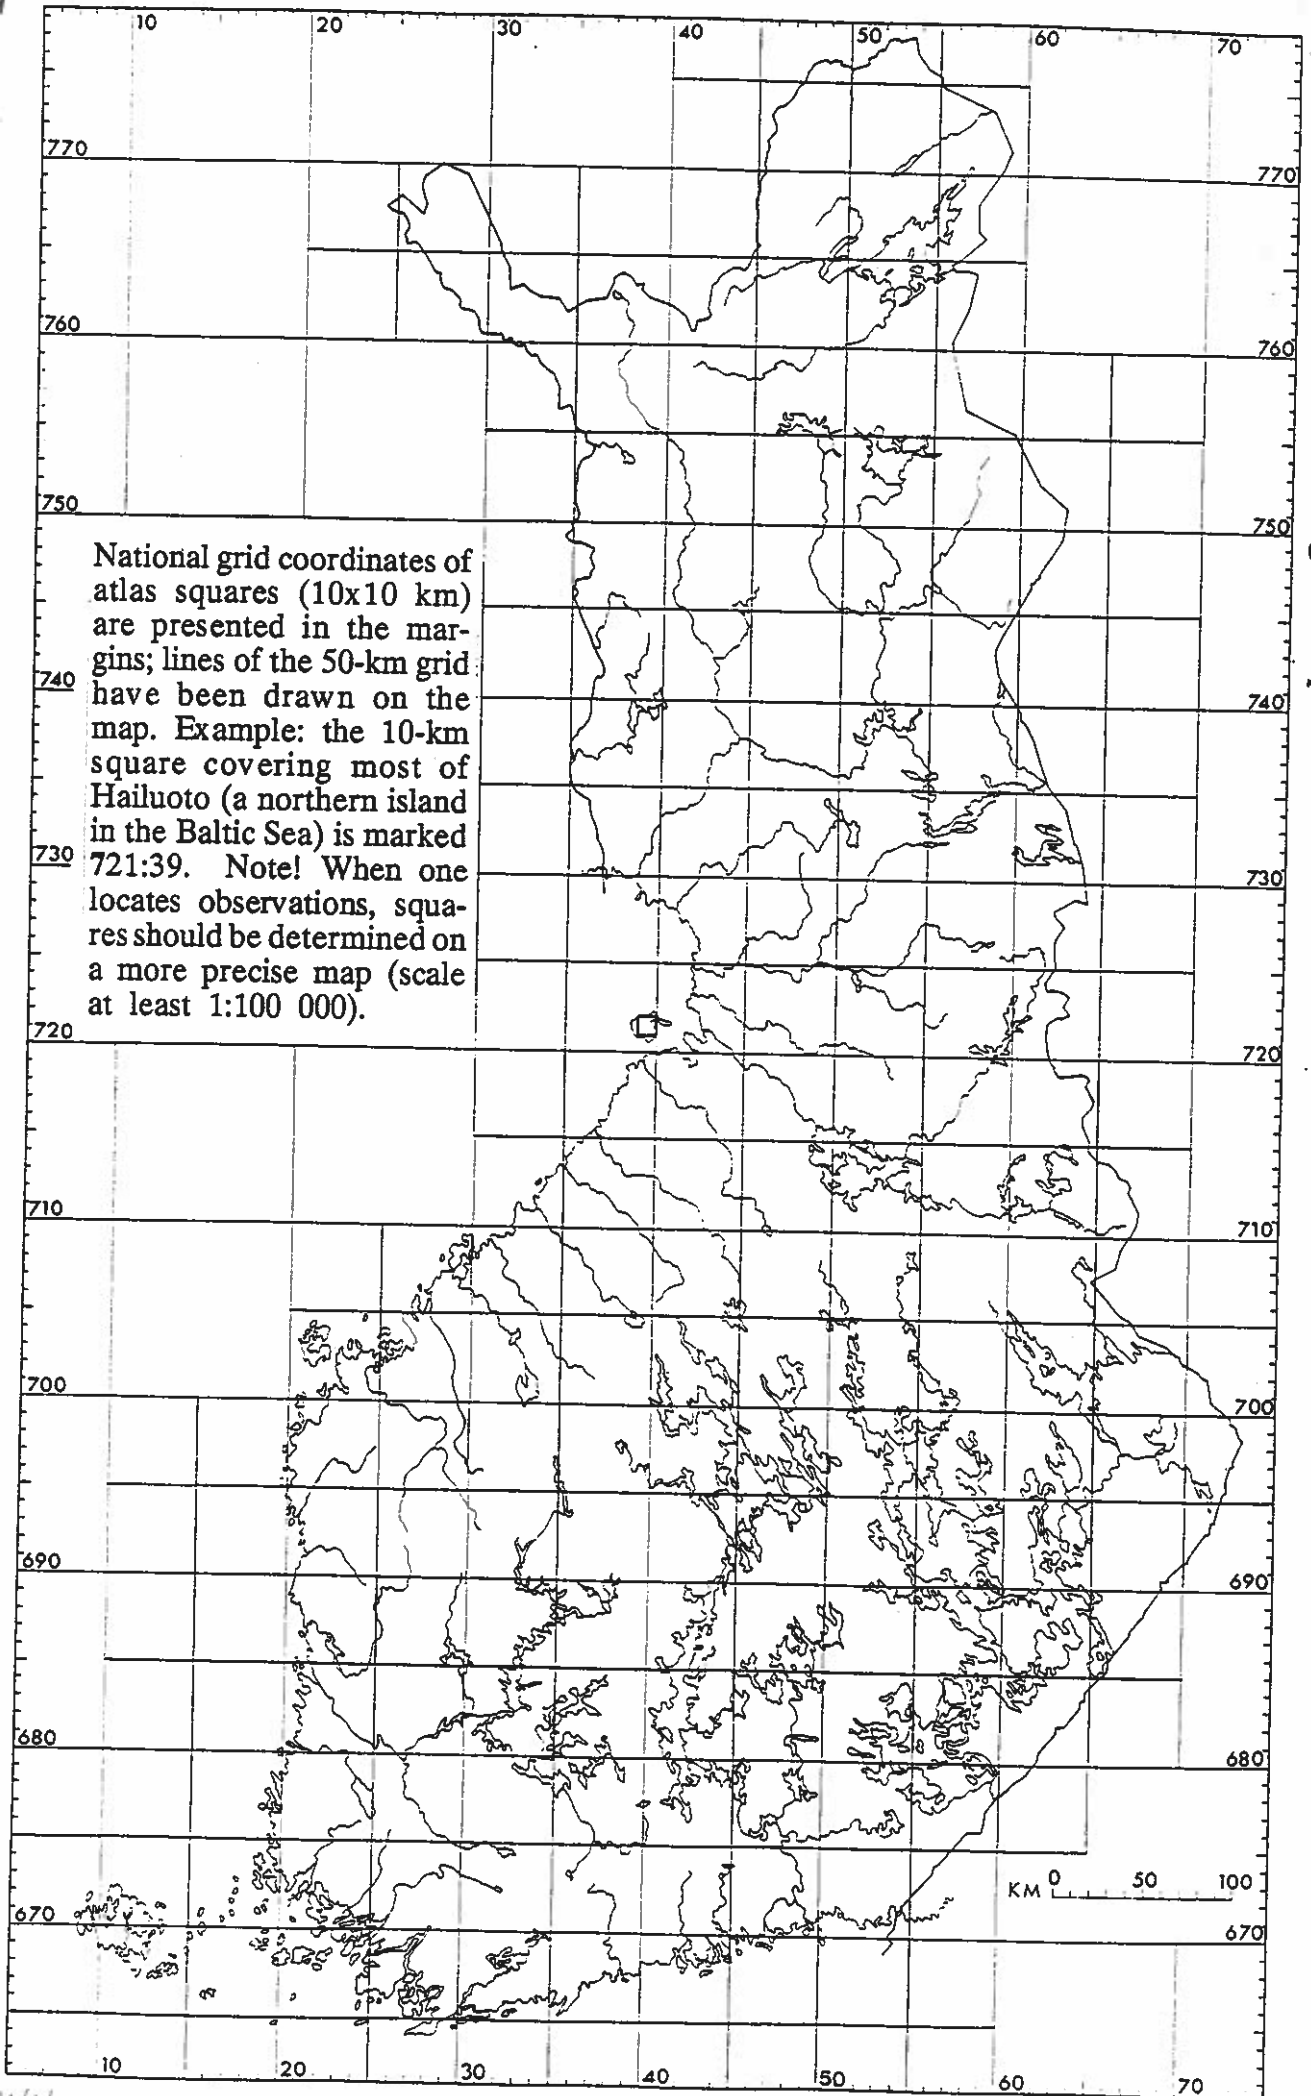 10 20 30 40 50 60 70
770 770
760 760
750 750
National grid coordinates of
atlas squares (10x10 km)
are presented in the mar-
gins; lines of the 50-km grid
740 have been drawn on the 740
map. Example: the 10-km
square covering most of
Hailuoto (a northern island
in the Baltic Sea) is marked
730 721:39. Note! When one 730
locates observations, squa-
res should be determined on
a more precise map (scale
at least 1:100 000).
720 720
710 710
700 700
690 690
680 680
KM 0 50 100
670 670
10 20 30 40 50 60 70